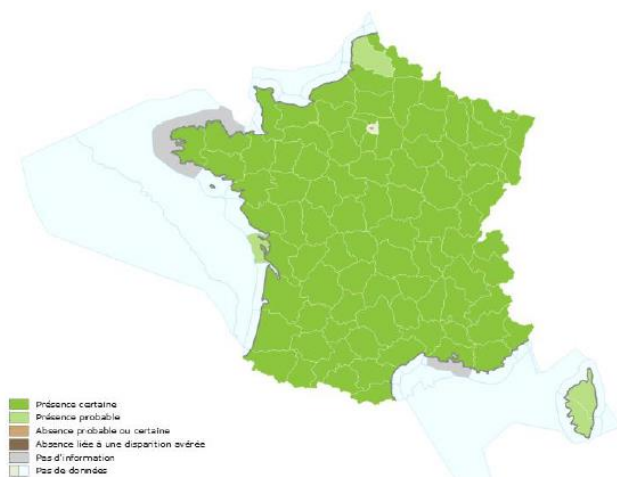 Présence certaine
Présence probable
Absence probable ou certaine
Absence liée à une disparition avérée
Pas d'information
Pas de données